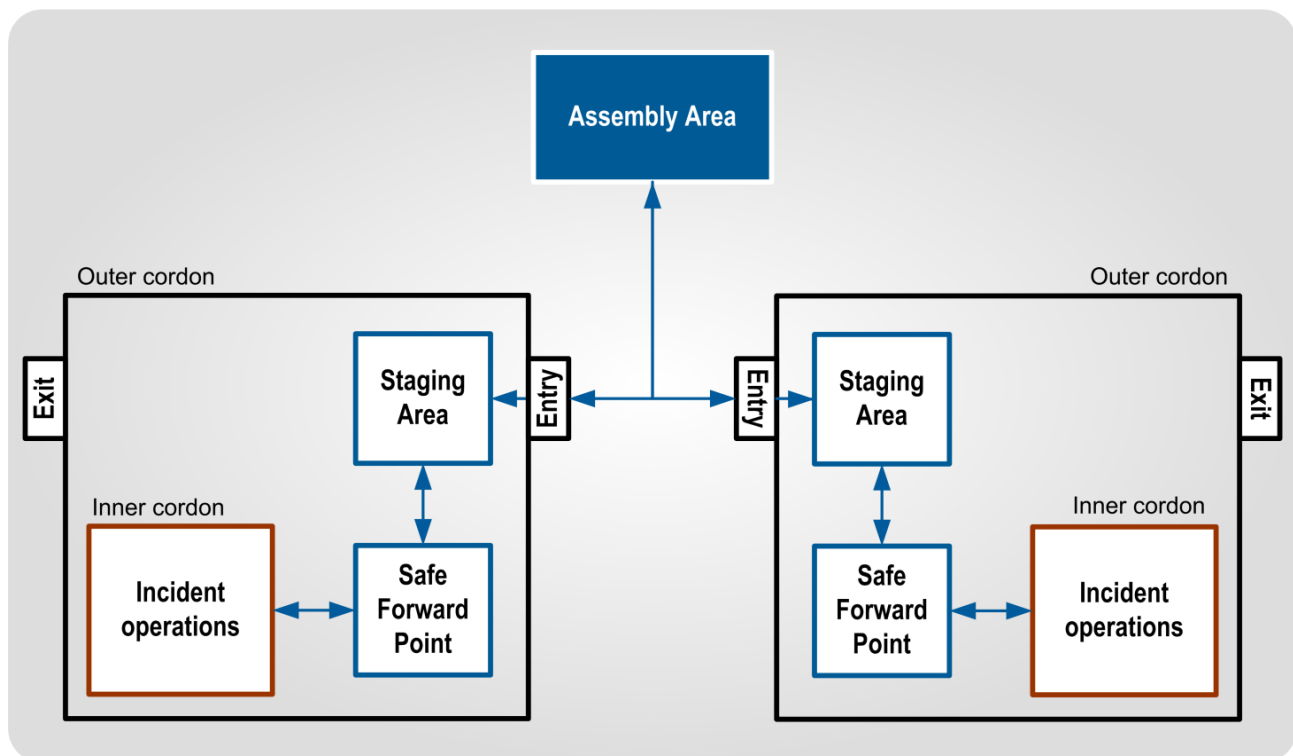 Assembly Area
Outer cordon
Outer cordon
Exit
Staging
Area
Entry
Entry
Staging
Area
Exit
Inner cordon
Inner cordon
Incident
operations
Safe
Forward
Point
Safe
Forward
Point
Incident
operations